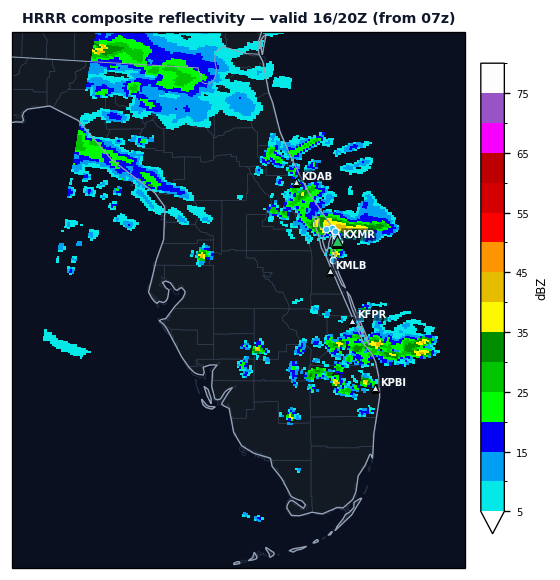 HRRR composite reflectivity — valid 16/20Z (from 07z)
75
65
KDAB
55
KXMR
KMLB
45
dBZ
KFPR
35
KPBI
25
15
5